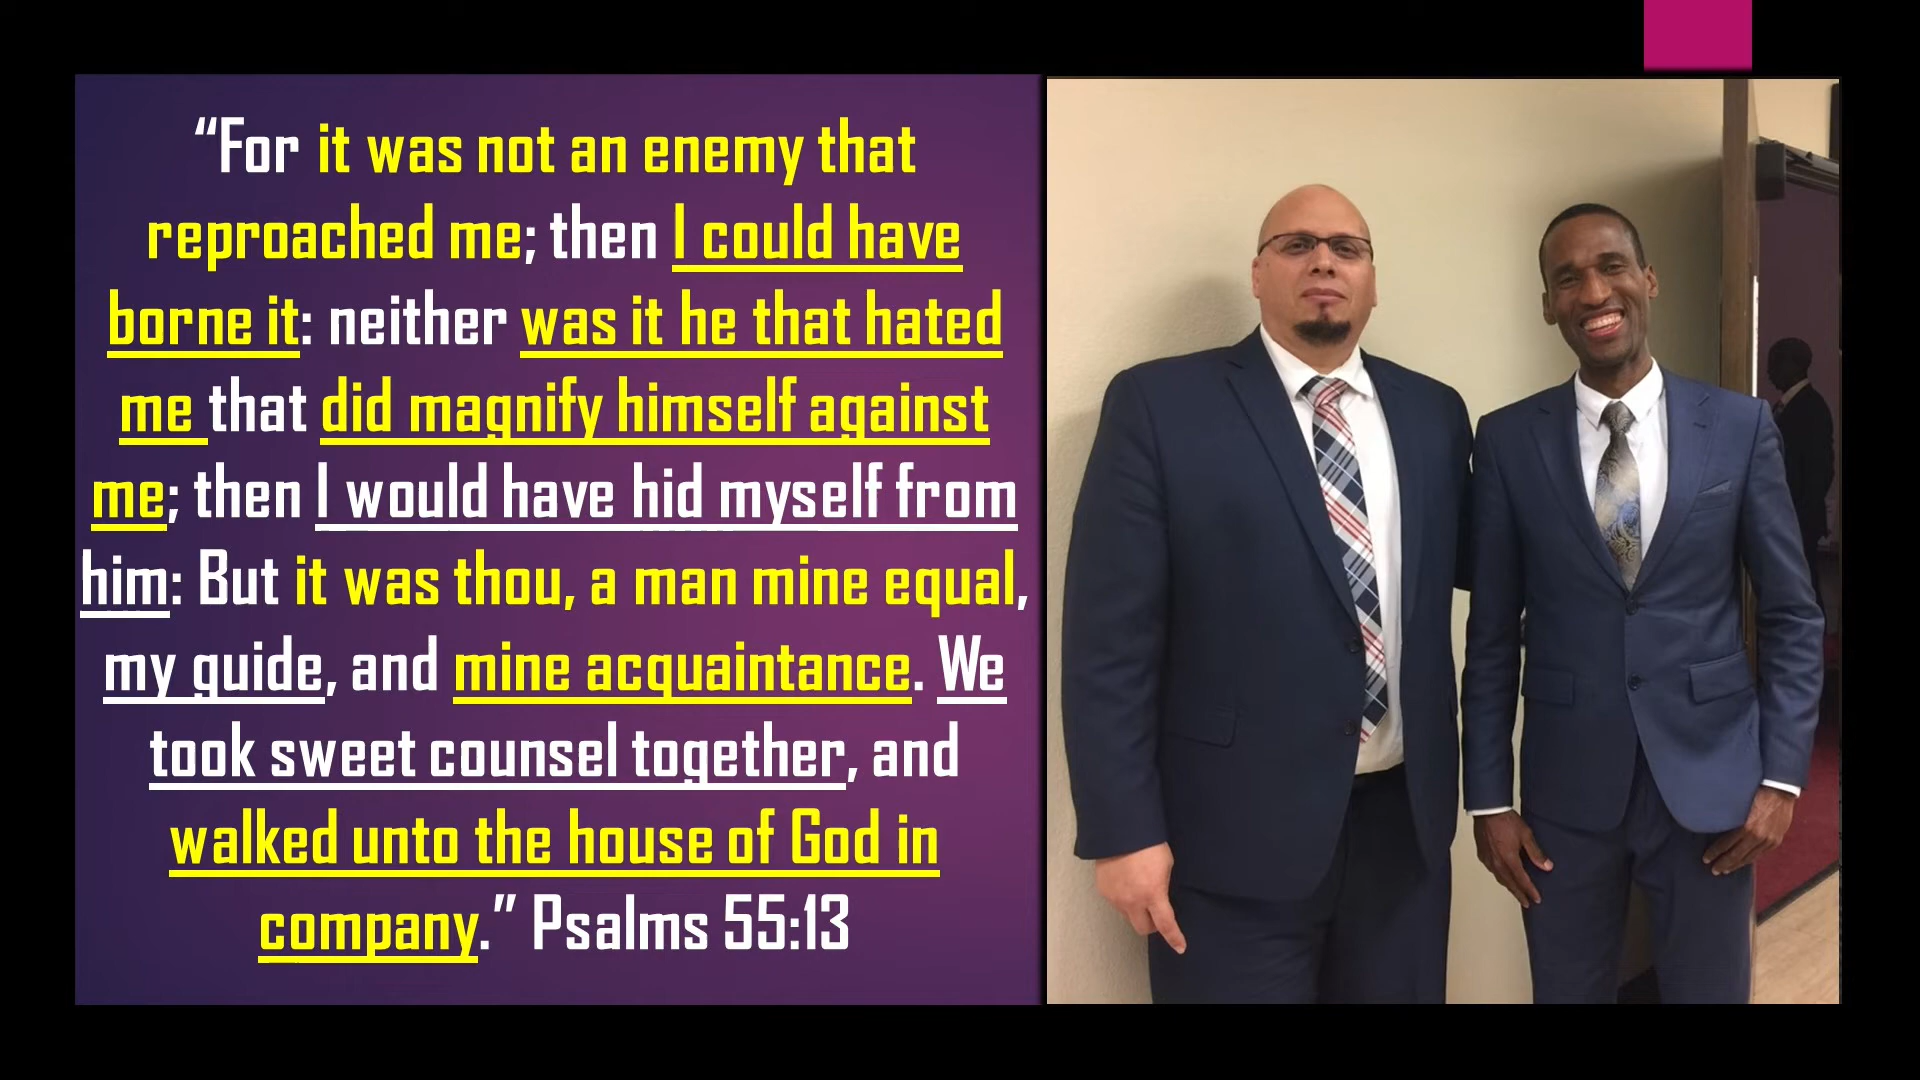 “For it was not an enemy that
reproached me; then I could have
borne it: neither was it he that hated
me that did magnify himself against
me; then I would have hid myself from
him: But it was thou, a man mine equal,
my guide, and mine acquaintance. We
took sweet counsel together, and
walked unto the house of God in
company.” Psalms 55:13